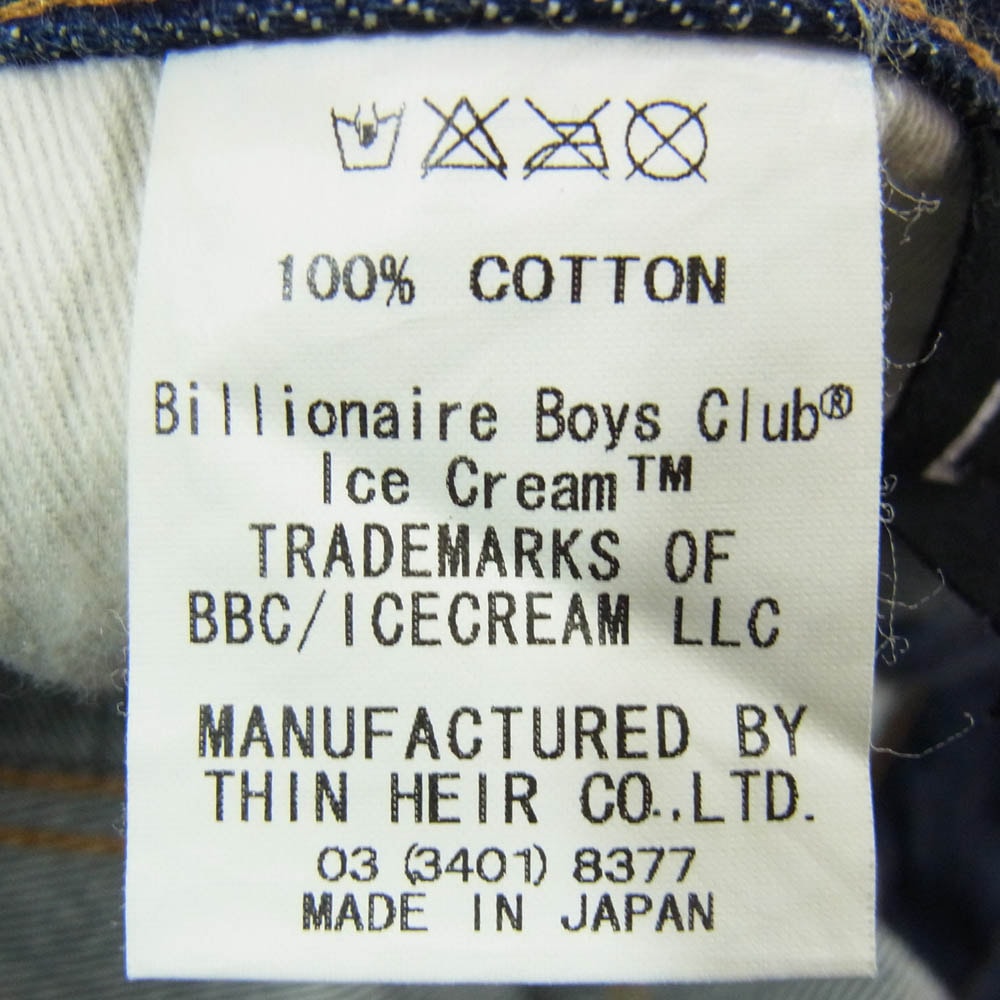 100% COTTON
Billionaire Boys Club®
Ice Cream™
TRADEMARKS OF
BBC/ICECREAM LLC
MANUFACTURED BY
THIN HEIR CO.,LTD.
03 (3401) 8377
MADE IN JAPAN